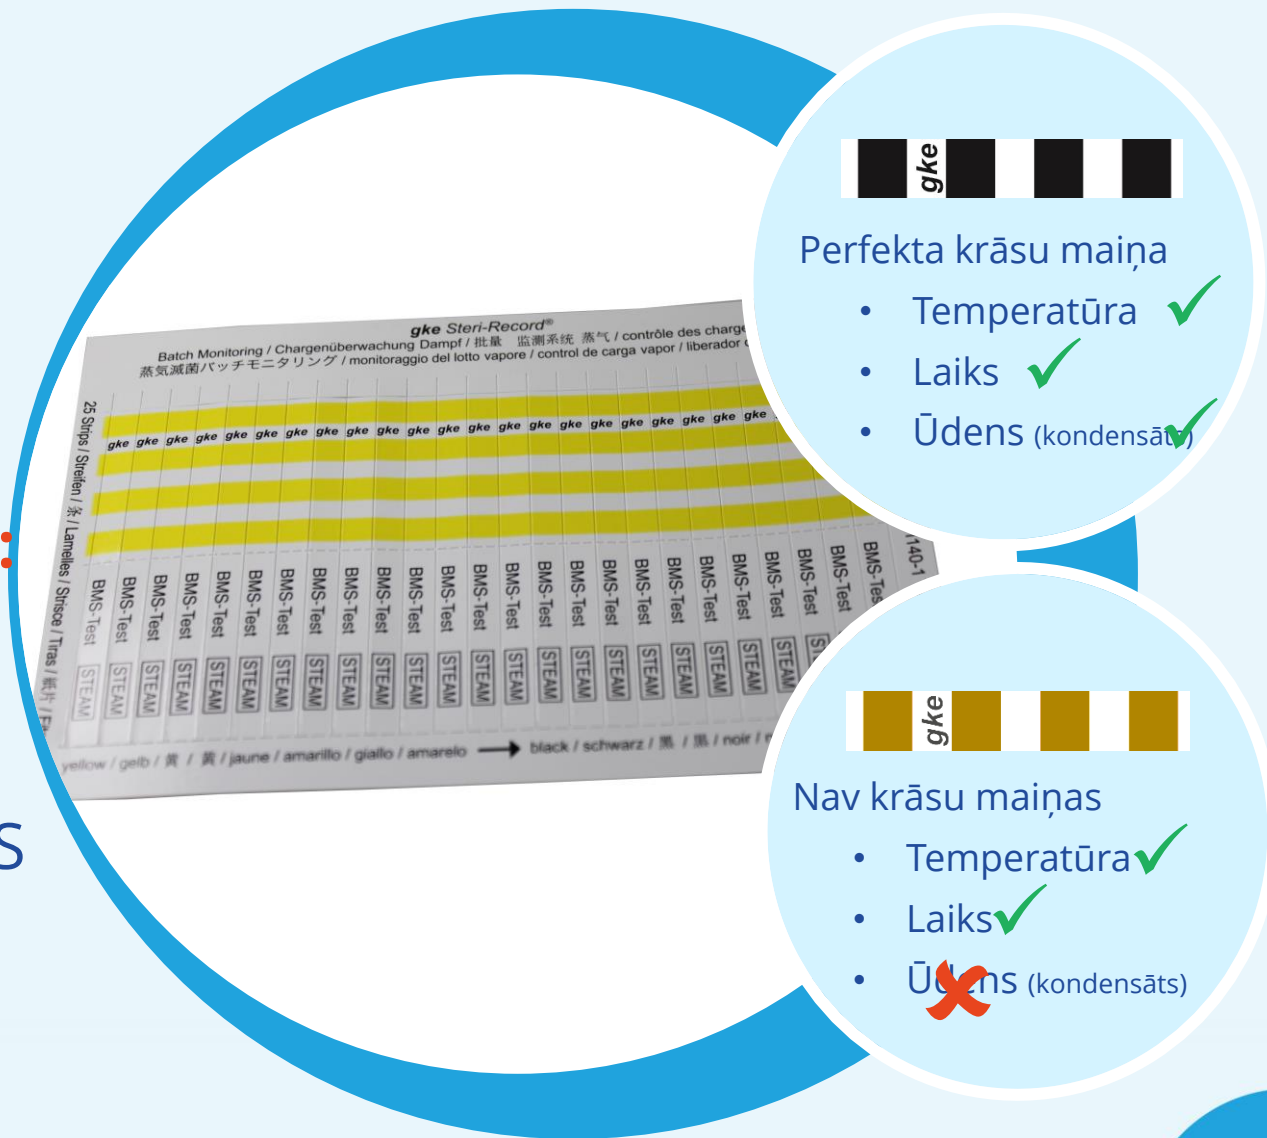 gke Steri-Record®
Batch Monitoring / Chargenüberwachung Dampf / 批量 监测系统 蒸气 / contrôle des charge
蒸気滅菌バッチモニタリング / monitoraggio del lotto vapore / control de carga vapor / liberador
25 Strips / Streifen / 条 / Lamelles / Strisce / Tiras / 紙片 /
gke gke gke gke gke gke gke gke gke gke gke gke gke gke gke gke gke gke gke gke gke gke
BMS-Test BMS-Test BMS-Test BMS-Test BMS-Test BMS-Test BMS-Test BMS-Test BMS-Test BMS-Test BMS-Test BMS-Test BMS-Test BMS-Test BMS-Test BMS-Test BMS-Test BMS-Test BMS-Test BMS-Test BMS-Test BMS-Test BMS-Test BMS-Test BMS-Test
1140-1
STEAM STEAM STEAM STEAM STEAM STEAM STEAM STEAM STEAM STEAM STEAM STEAM STEAM STEAM STEAM STEAM STEAM STEAM STEAM STEAM STEAM STEAM STEAM
yellow / gelb / 黄 / 黄 / jaune / amarillo / giallo / amarelo → black / schwarz / 黑 / 黒 / noir /
gke
Perfekta krāsu maiņa
• Temperatūra ✓
• Laiks ✓
• Ūdens (kondensāts) ✓
gke
Nav krāsu maiņas
• Temperatūra ✓
• Laiks ✓
• Ūdens (kondensāts)
:
s